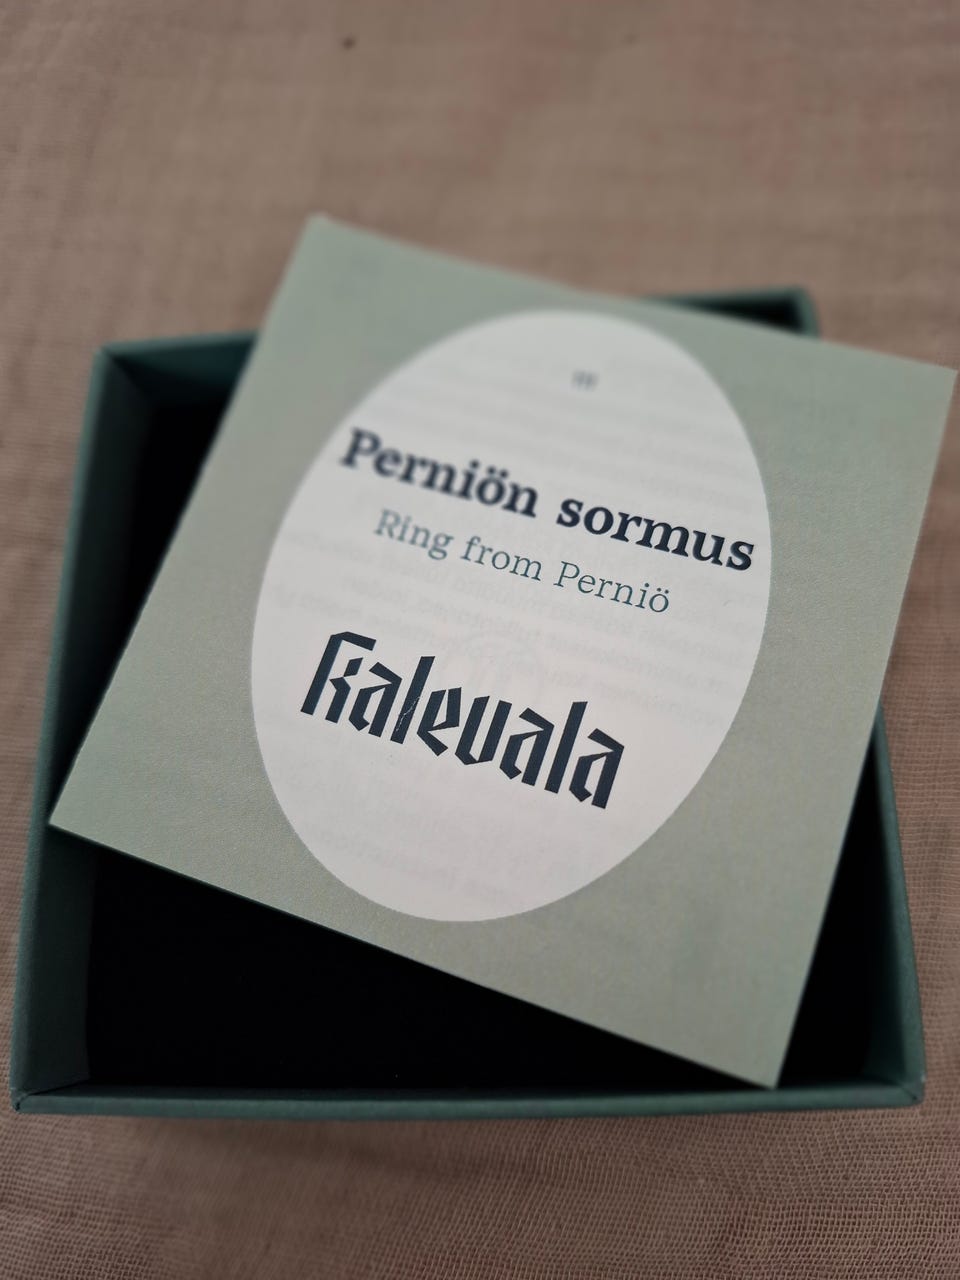 Perniön sormus
Ring from Perniö
Kalevala